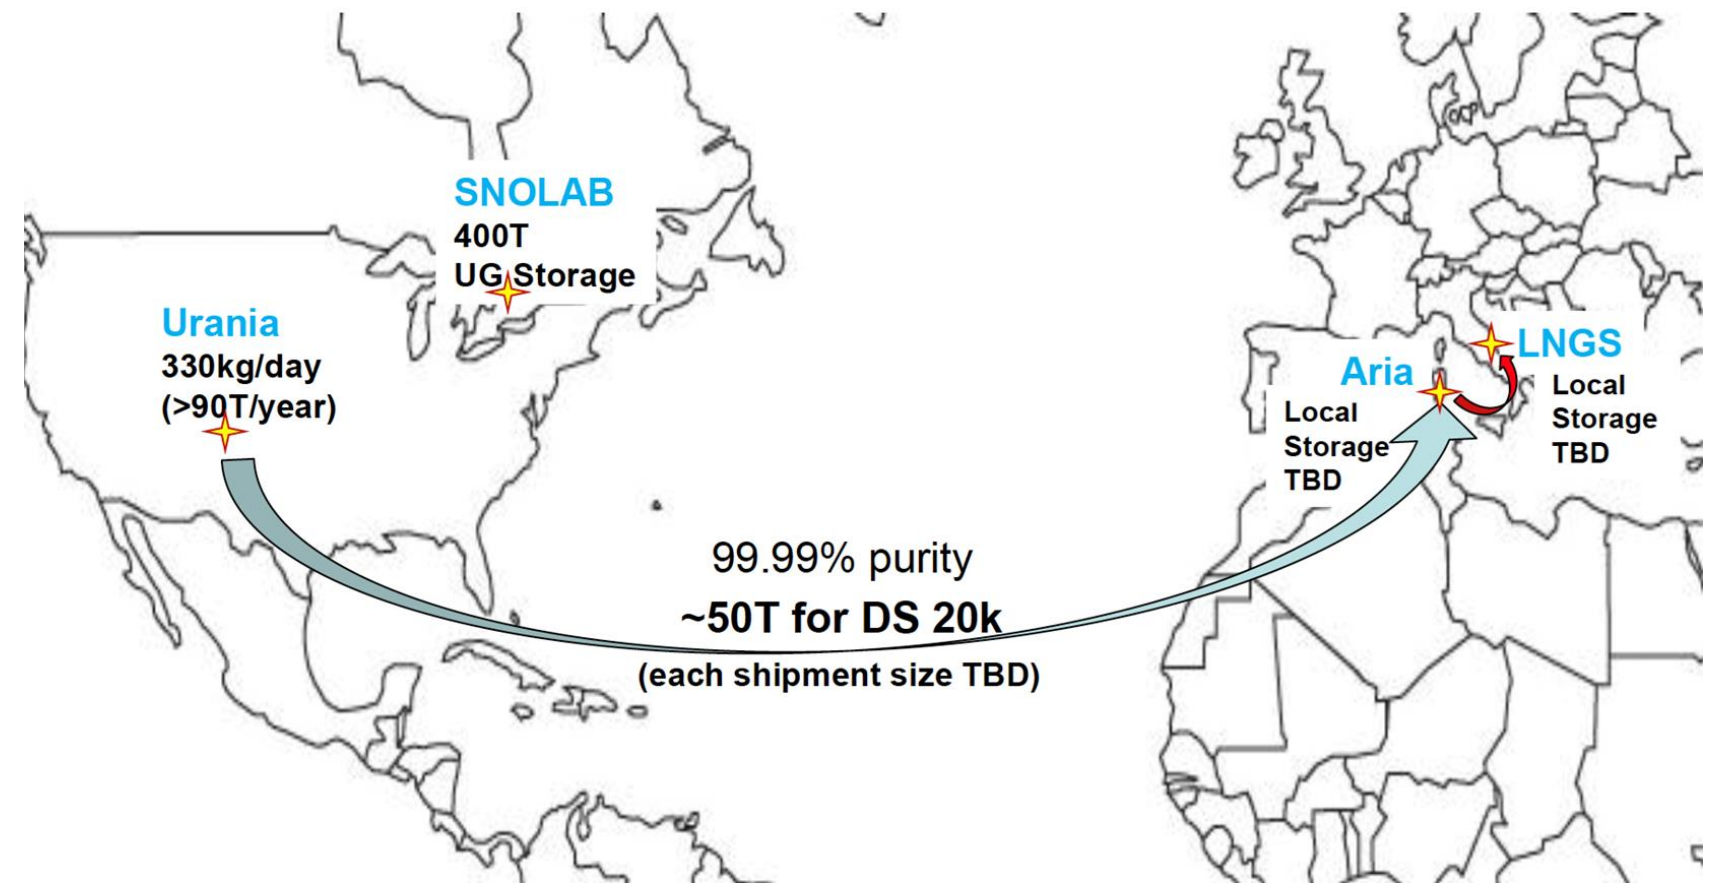 SNOLAB
400T
UG Storage
Urania
330kg/day
(>90T/year)
LNGS
Local
Storage
TBD
Aria
Local
Storage
TBD
99.99% purity
~50T for DS 20k
(each shipment size TBD)